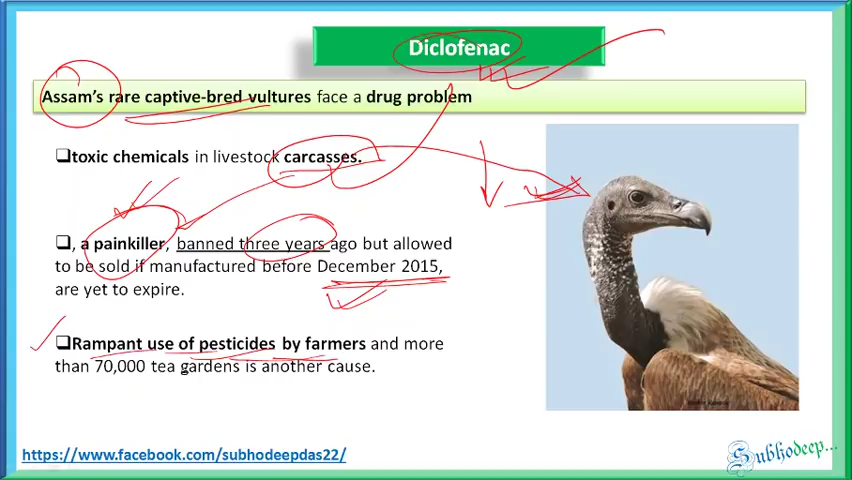 Diclofenac
Assam's rare captive-bred vultures face a drug problem
❑toxic chemicals in livestock carcasses.
❑, a painkiller, banned three years ago but allowed
to be sold if manufactured before December 2015,
are yet to expire.
❑Rampant use of pesticides by farmers and more
than 70,000 tea gardens is another cause.
https://www.facebook.com/subhodeepdas22/
Subhodeep...